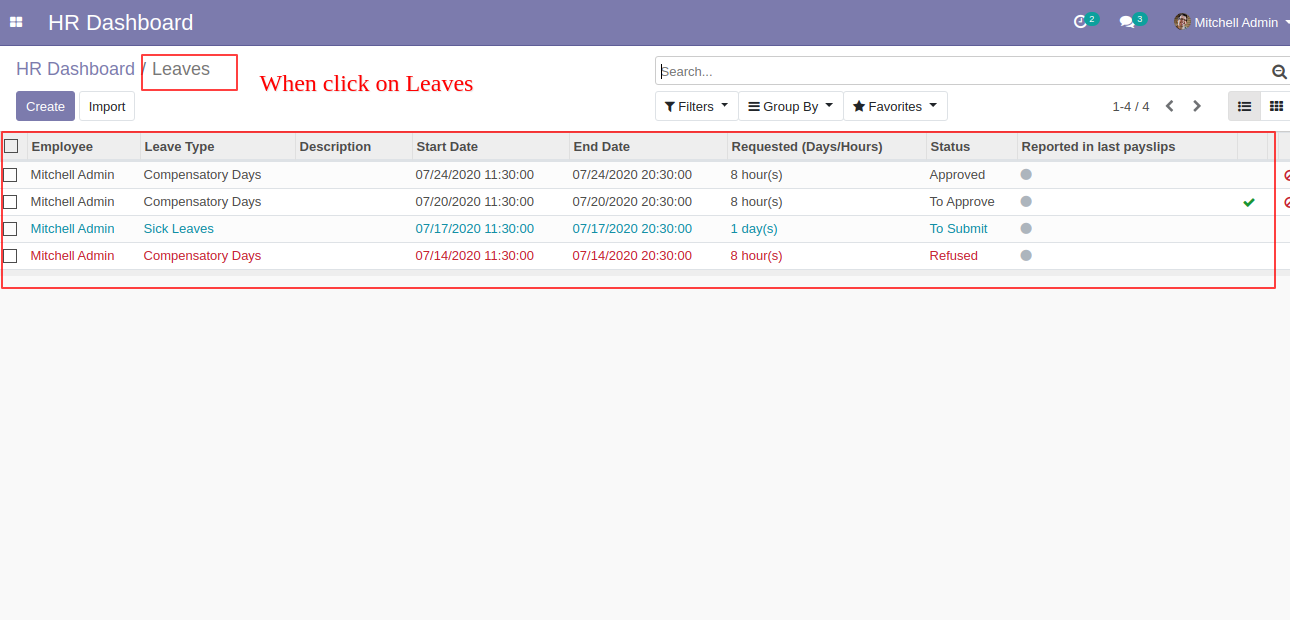 HR Dashboard 2 3 Mitchell Admin
HR Dashboard / Leaves
When click on Leaves
Search...
Create Import Filters Group By Favorites 1-4 / 4
Employee Leave Type Description Start Date End Date Requested (Days/Hours) Status Reported in last payslips
Mitchell Admin Compensatory Days 07/24/2020 11:30:00 07/24/2020 20:30:00 8 hour(s) Approved
Mitchell Admin Compensatory Days 07/20/2020 11:30:00 07/20/2020 20:30:00 8 hour(s) To Approve
Mitchell Admin Sick Leaves 07/17/2020 11:30:00 07/17/2020 20:30:00 1 day(s) To Submit
Mitchell Admin Compensatory Days 07/14/2020 11:30:00 07/14/2020 20:30:00 8 hour(s) Refused